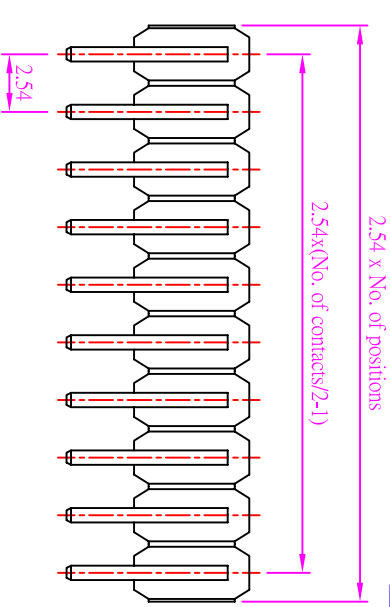 2.54 x No. of positions
2.54x(No. of contacts/2-1)
2.54